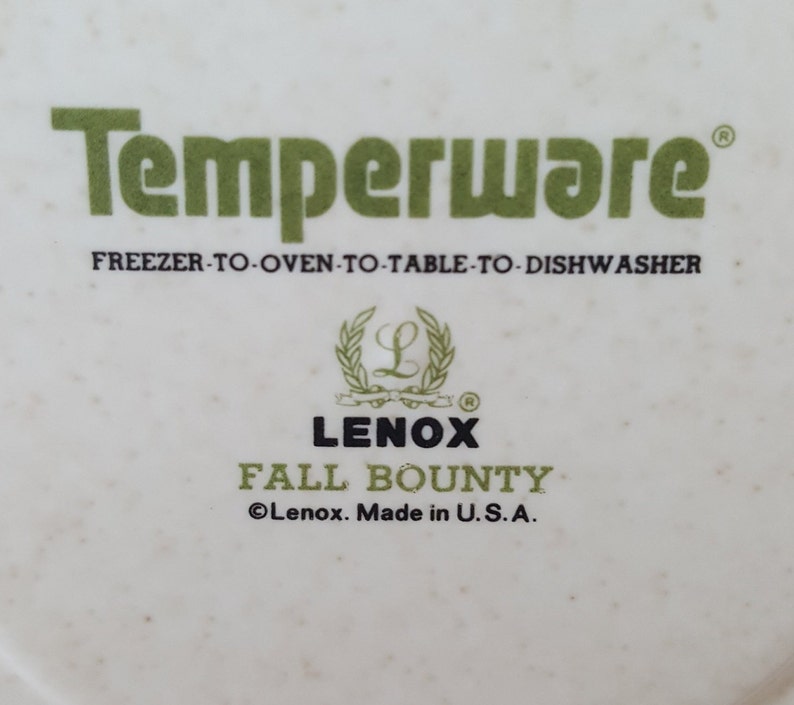 Temperware®
FREEZER-TO-OVEN-TO-TABLE-TO-DISHWASHER
L
®
LENOX
FALL BOUNTY
©Lenox. Made in U.S.A.